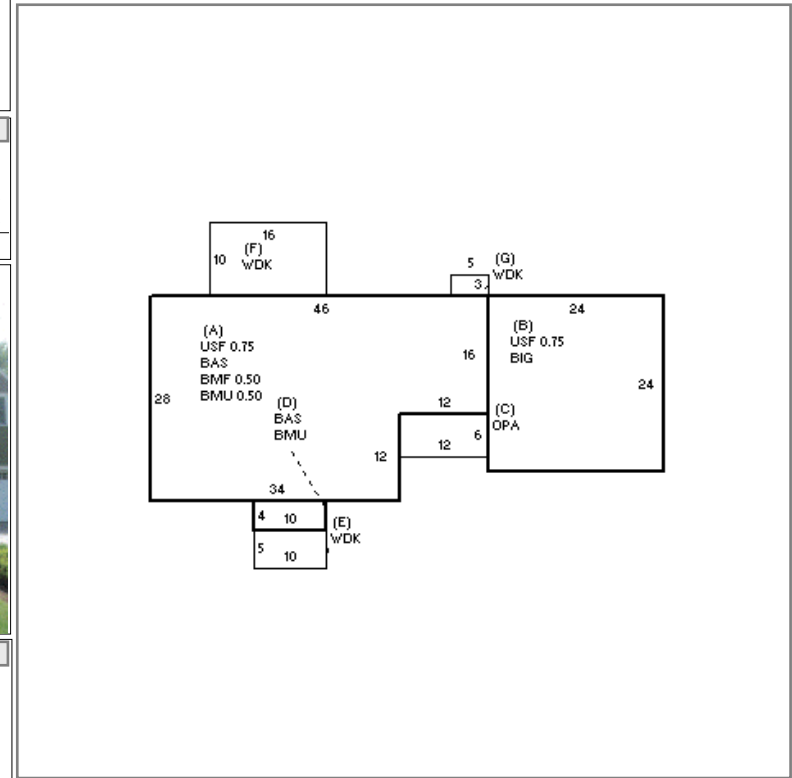 16
(F)
10 WDK
5 (G)
WDK
3
46
24
(A)
USF 0.75
BAS
BMF 0.50
BMU 0.50
(B)
USF 0.75
BIG
16
24
28
(D)
BAS
BMU
12
(C)
OPA
6
12
12
34
4 10
(E)
WDK
5 10